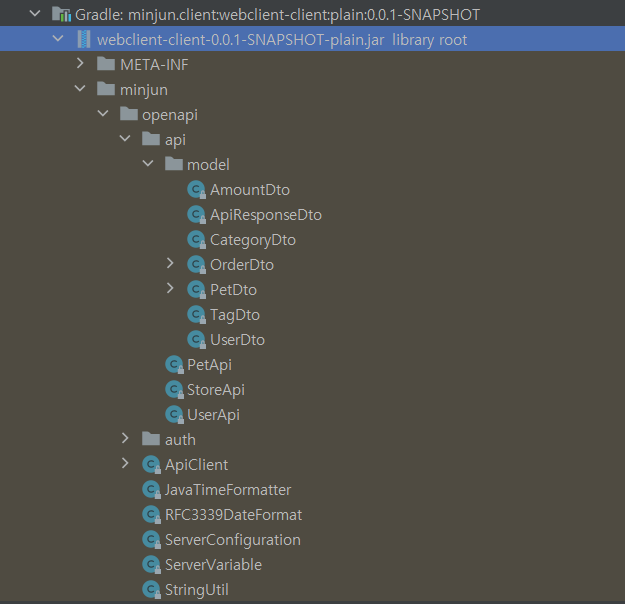 Gradle: minjun.client:webclient-client:plain:0.0.1-SNAPSHOT
webclient-client-0.0.1-SNAPSHOT-plain.jar library root
META-INF
minjun
openapi
api
model
AmountDto
ApiResponseDto
CategoryDto
OrderDto
PetDto
TagDto
UserDto
PetApi
StoreApi
UserApi
auth
ApiClient
JavaTimeFormatter
RFC3339DateFormat
ServerConfiguration
ServerVariable
StringUtil